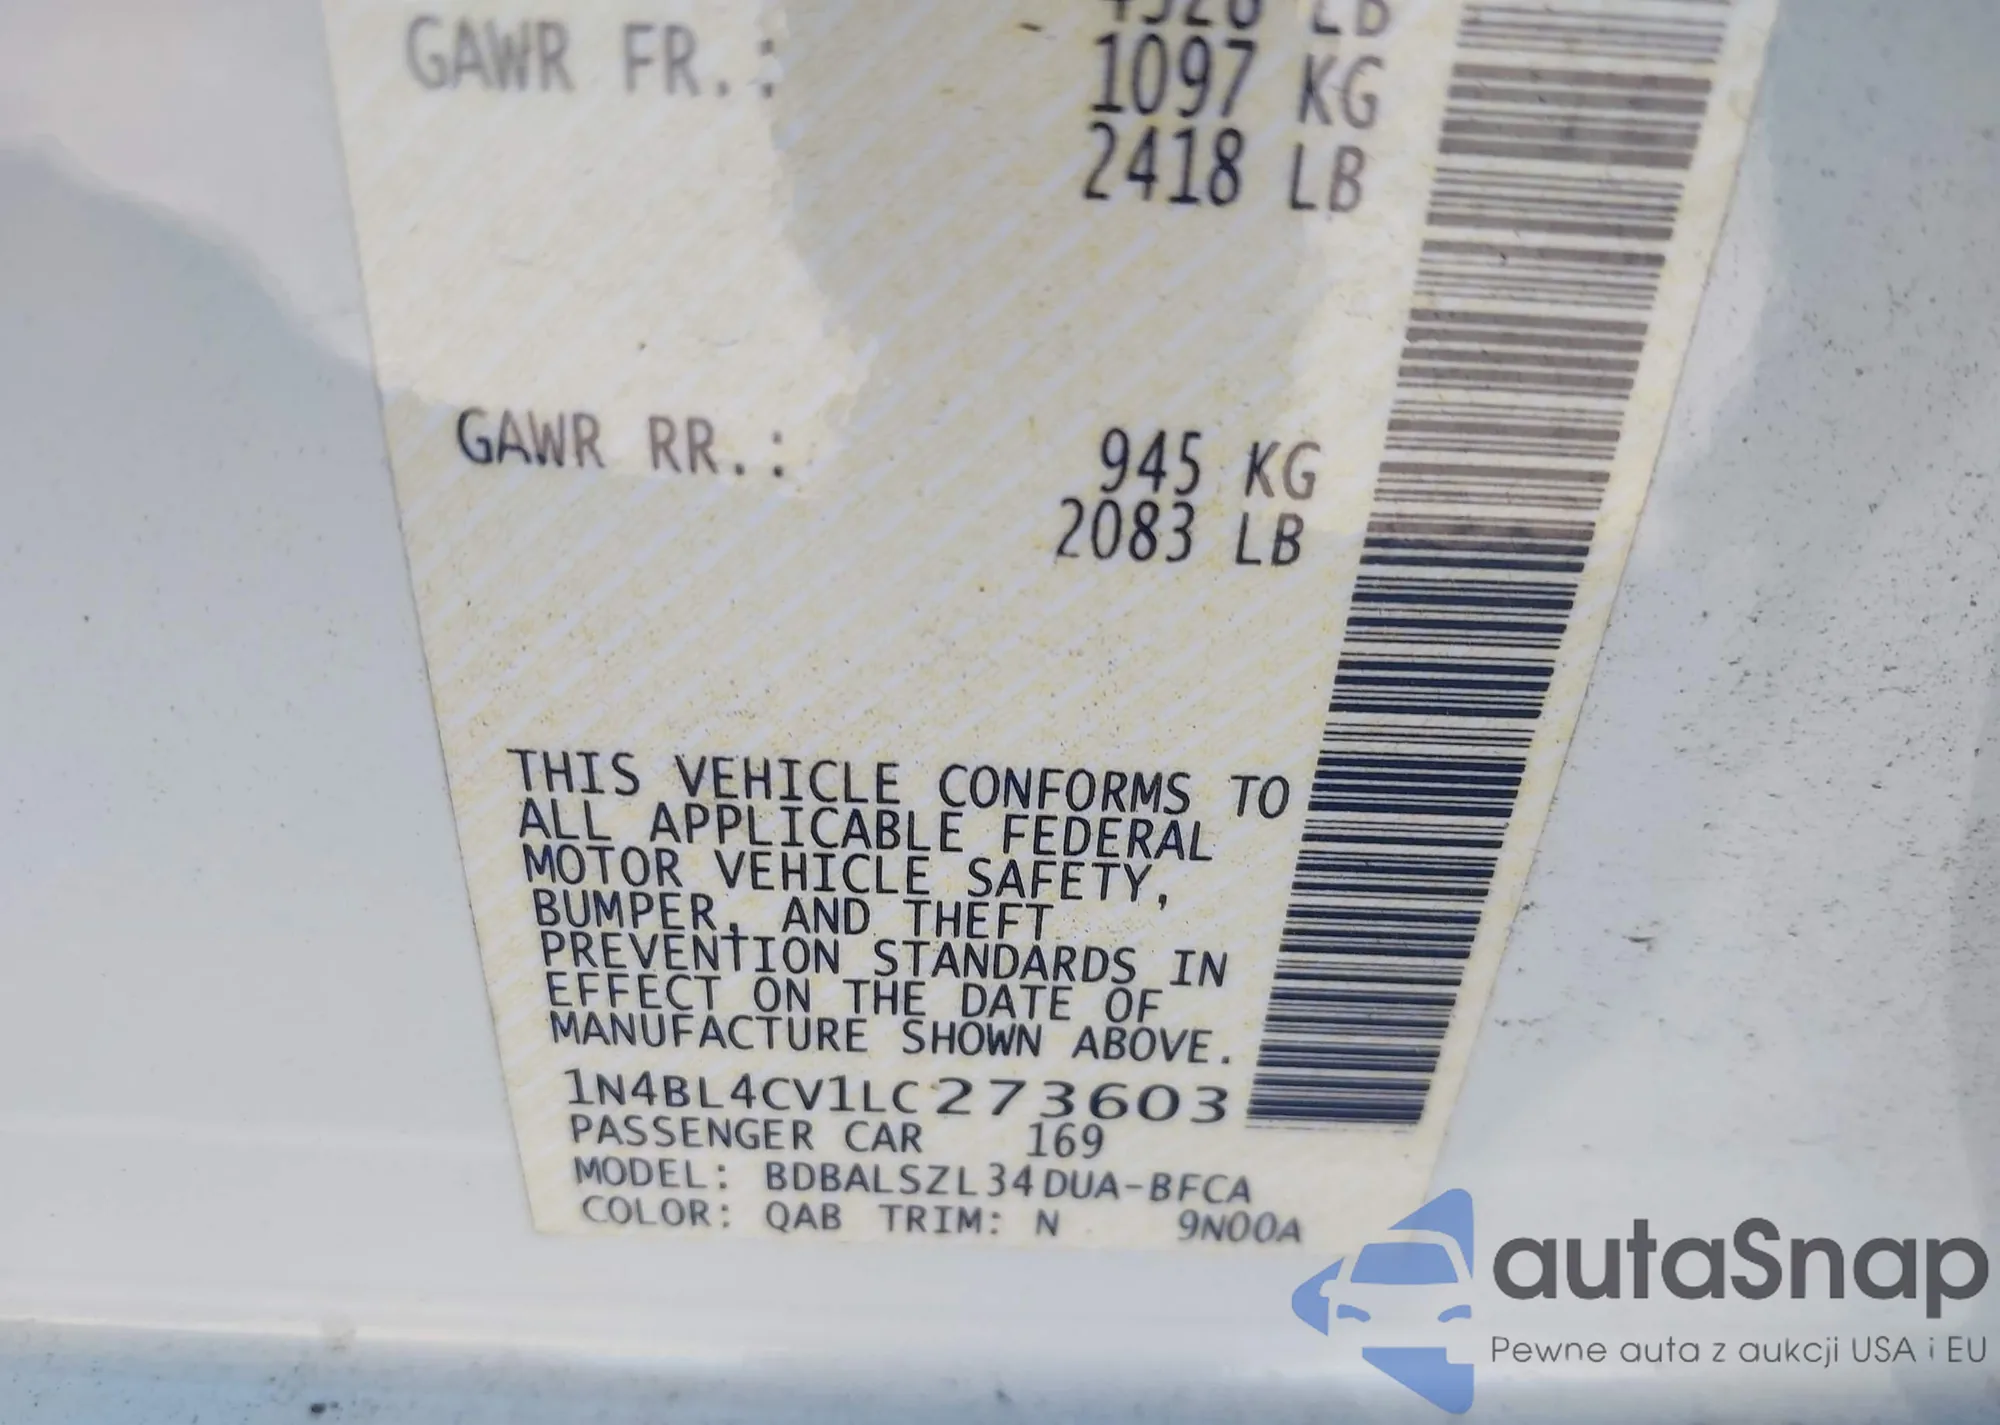 LB
GAWR FR.: 1097 KG
2418 LB
GAWR RR.: 945 KG
2083 LB
THIS VEHICLE CONFORMS TO
ALL APPLICABLE FEDERAL
MOTOR VEHICLE SAFETY,
BUMPER, AND THEFT
PREVENTION STANDARDS IN
EFFECT ON THE DATE OF
MANUFACTURE SHOWN ABOVE.
1N4BL4CV1LC273603
PASSENGER CAR 169
MODEL: BDBALSZL34DUA-BFCA
COLOR: QAB TRIM: N 9N00A
autaSnap
Pewne auta z aukcji USA i EU